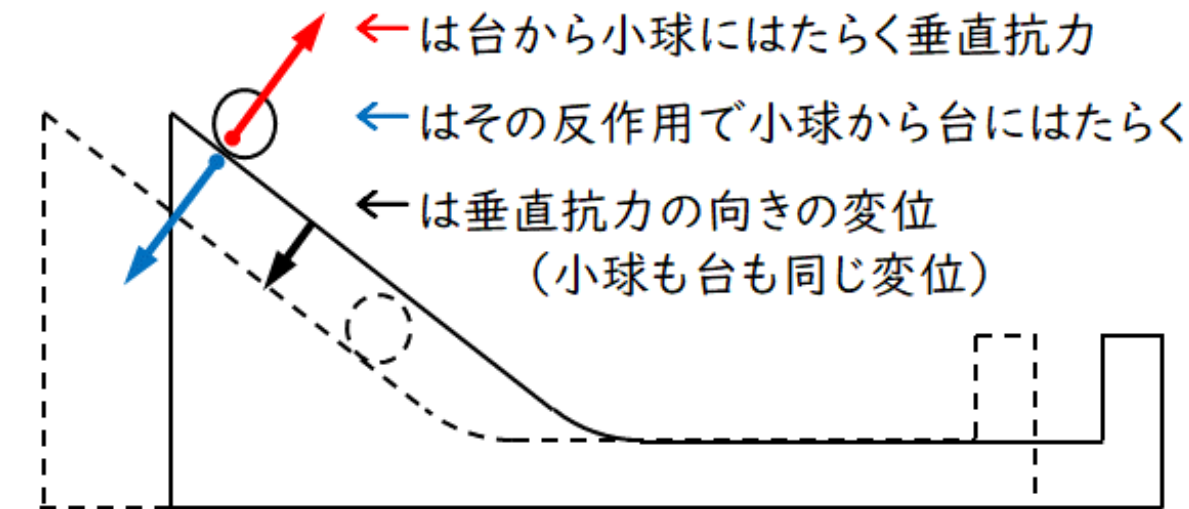 ←は台から小球にはたらく垂直抗力
←はその反作用で小球から台にはたらく
←は垂直抗力の向きの変位
（小球も台も同じ変位）